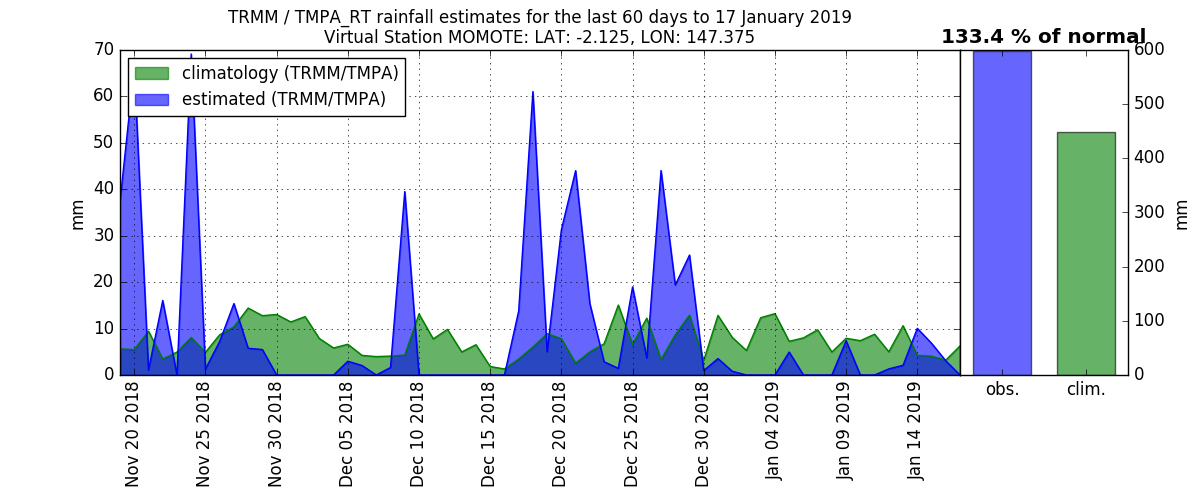 TRMM / TMPA_RT rainfall estimates for the last 60 days to 17 January 2019
Virtual Station MOMOTE: LAT: -2.125, LON: 147.375
133.4 % of normal
climatology (TRMM/TMPA)
estimated (TRMM/TMPA)
70
60
50
40
30
20
10
0
mm
600
500
400
300
200
100
0
mm
Nov 20 2018
Nov 25 2018
Nov 30 2018
Dec 05 2018
Dec 10 2018
Dec 15 2018
Dec 20 2018
Dec 25 2018
Dec 30 2018
Jan 04 2019
Jan 09 2019
Jan 14 2019
obs.
clim.